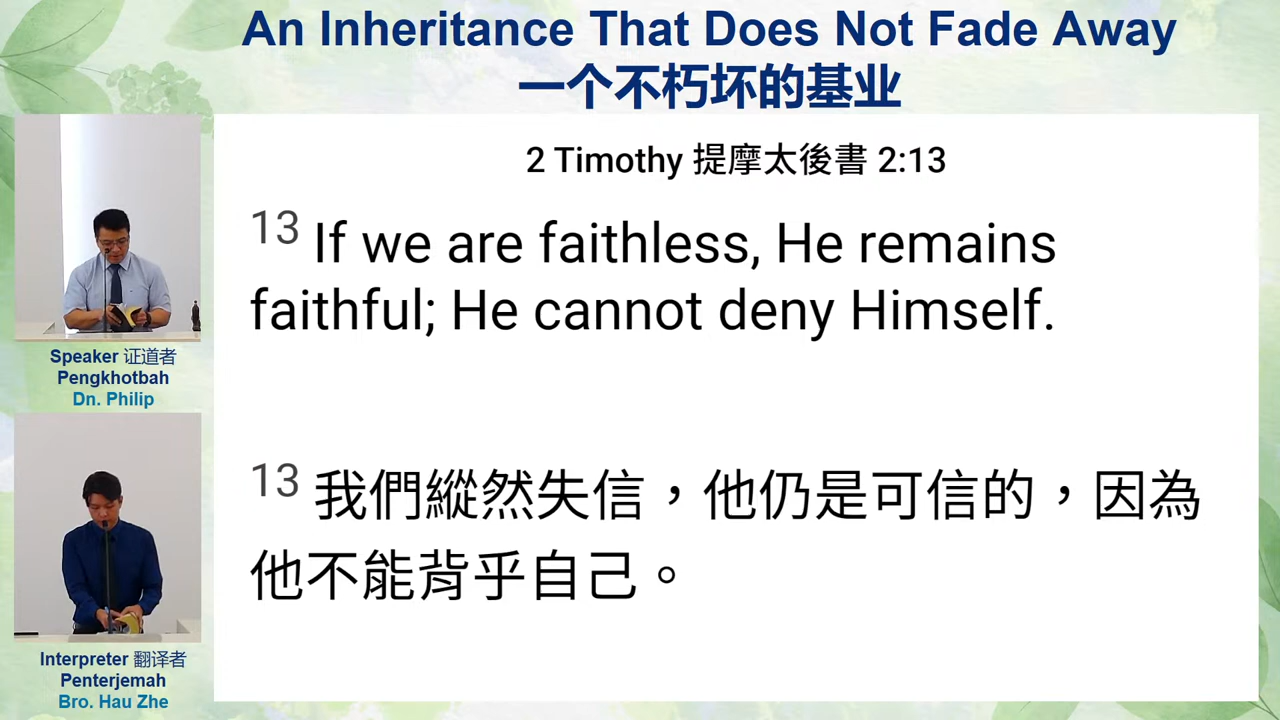 An Inheritance That Does Not Fade Away
一个不朽坏的基业
2 Timothy 提摩太後書 2:13
13 If we are faithless, He remains
faithful; He cannot deny Himself.
13 我們縱然失信，他仍是可信的，因為
他不能背乎自己。
Speaker 证道者
Pengkhotbah
Dn. Philip
Interpreter 翻译者
Penterjemah
Bro. Hau Zhe